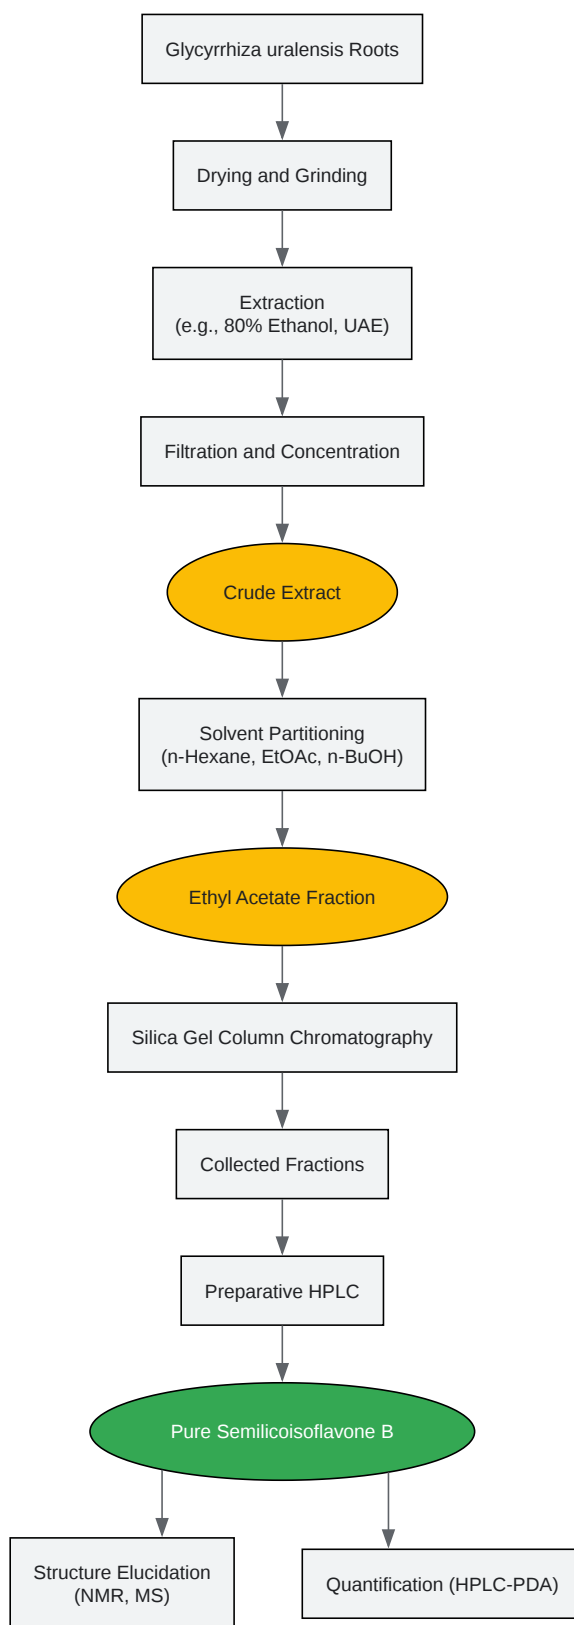 Glycyrrhiza uralensis Roots
Drying and Grinding
Extraction
(e.g., 80% Ethanol, UAE)
Filtration and Concentration
Crude Extract
Solvent Partitioning
(n-Hexane, EtOAc, n-BuOH)
Ethyl Acetate Fraction
Silica Gel Column Chromatography
Collected Fractions
Preparative HPLC
Pure Semilicoisoflavone B
Structure Elucidation
(NMR, MS)
Quantification (HPLC-PDA)